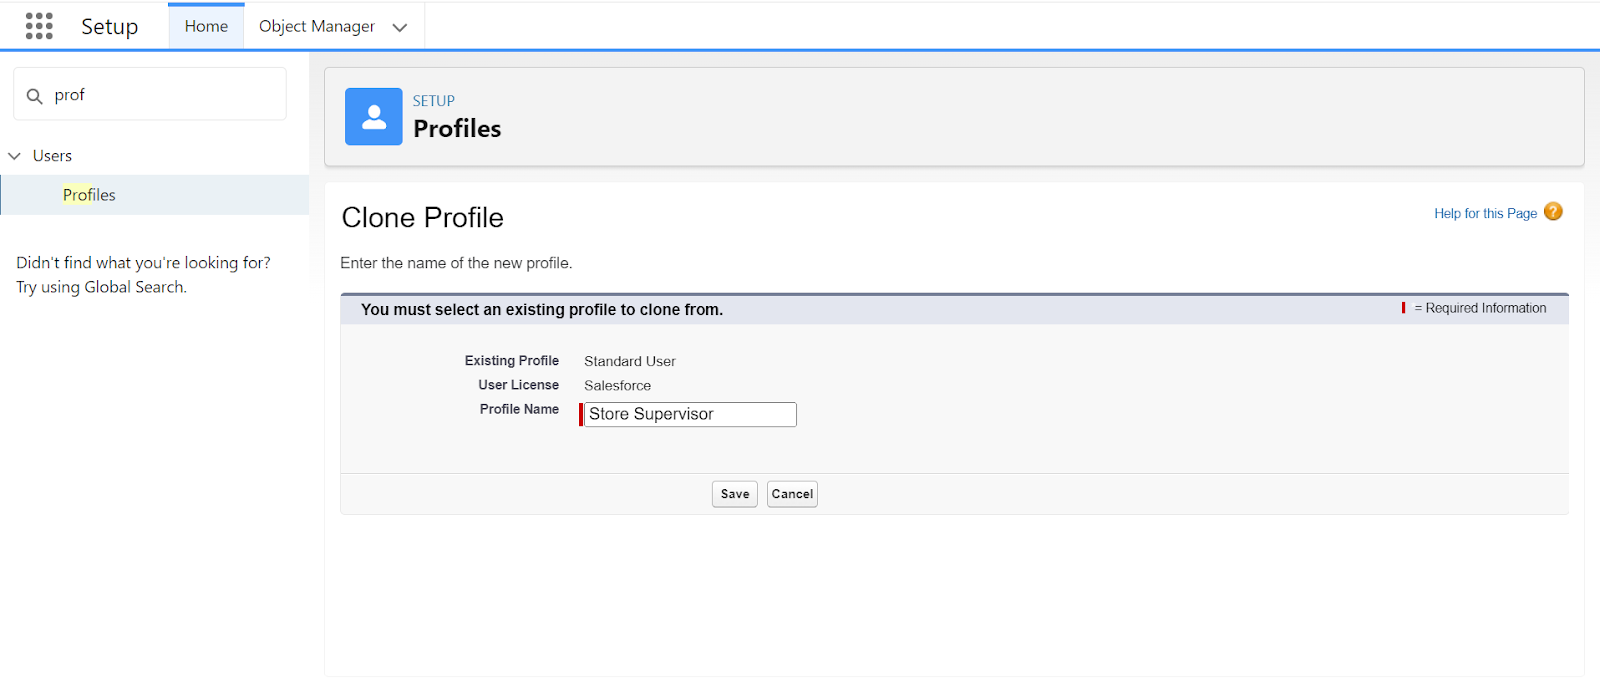 Setup
Home
Object Manager
prof
Users
Profiles
Didn't find what you're looking for?
Try using Global Search.
SETUP
Profiles
Clone Profile
Help for this Page ?
Enter the name of the new profile.
You must select an existing profile to clone from.
= Required Information
Existing Profile Standard User
User License Salesforce
Profile Name Store Supervisor
Save Cancel